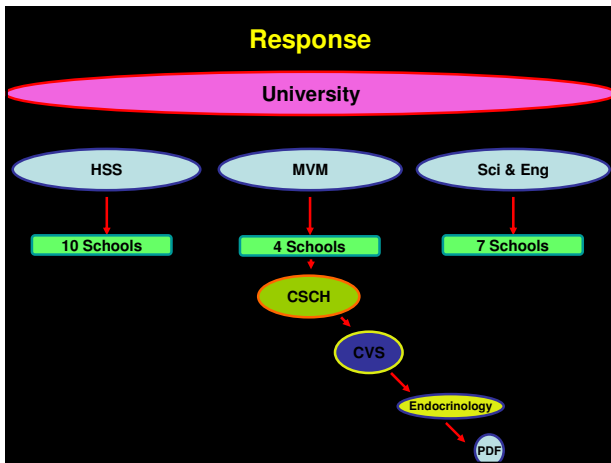 Response
University
HSS
MVM
Sci & Eng
10 Schools
4 Schools
7 Schools
CSCH
CVS
Endocrinology
PDF